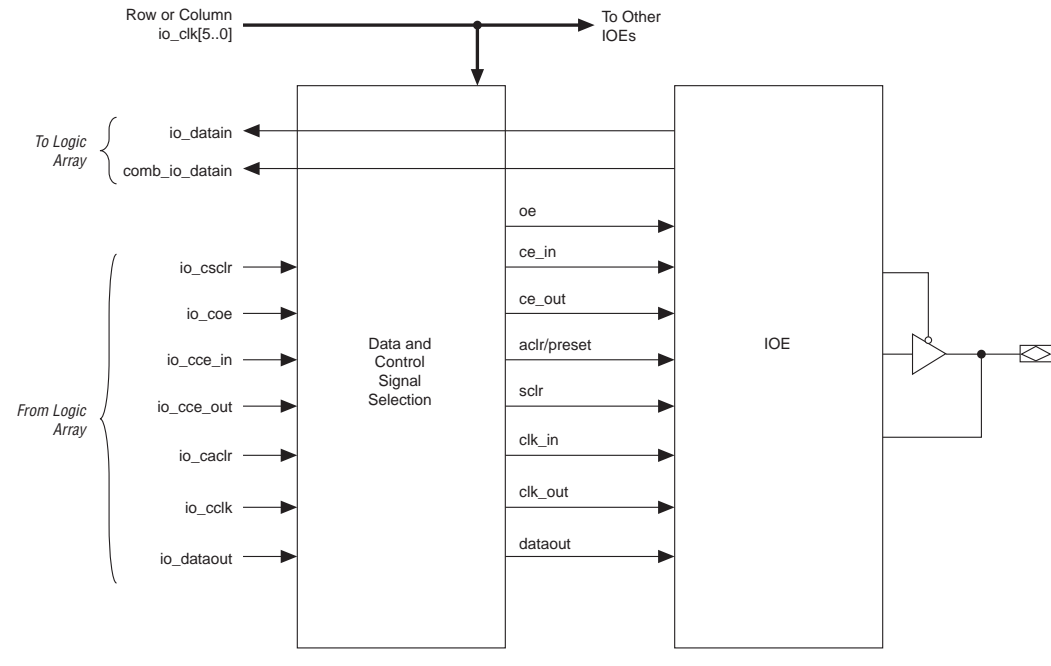 Row or Column
io_clk[5..0]
To Other
IOEs
To Logic
Array
io_datain
comb_io_datain
From Logic
Array
io_csclr
io_coe
io_cce_in
io_cce_out
io_caclr
io_cclk
io_dataout
Data and
Control
Signal
Selection
oe
ce_in
ce_out
aclr/preset
sclr
clk_in
clk_out
dataout
IOE